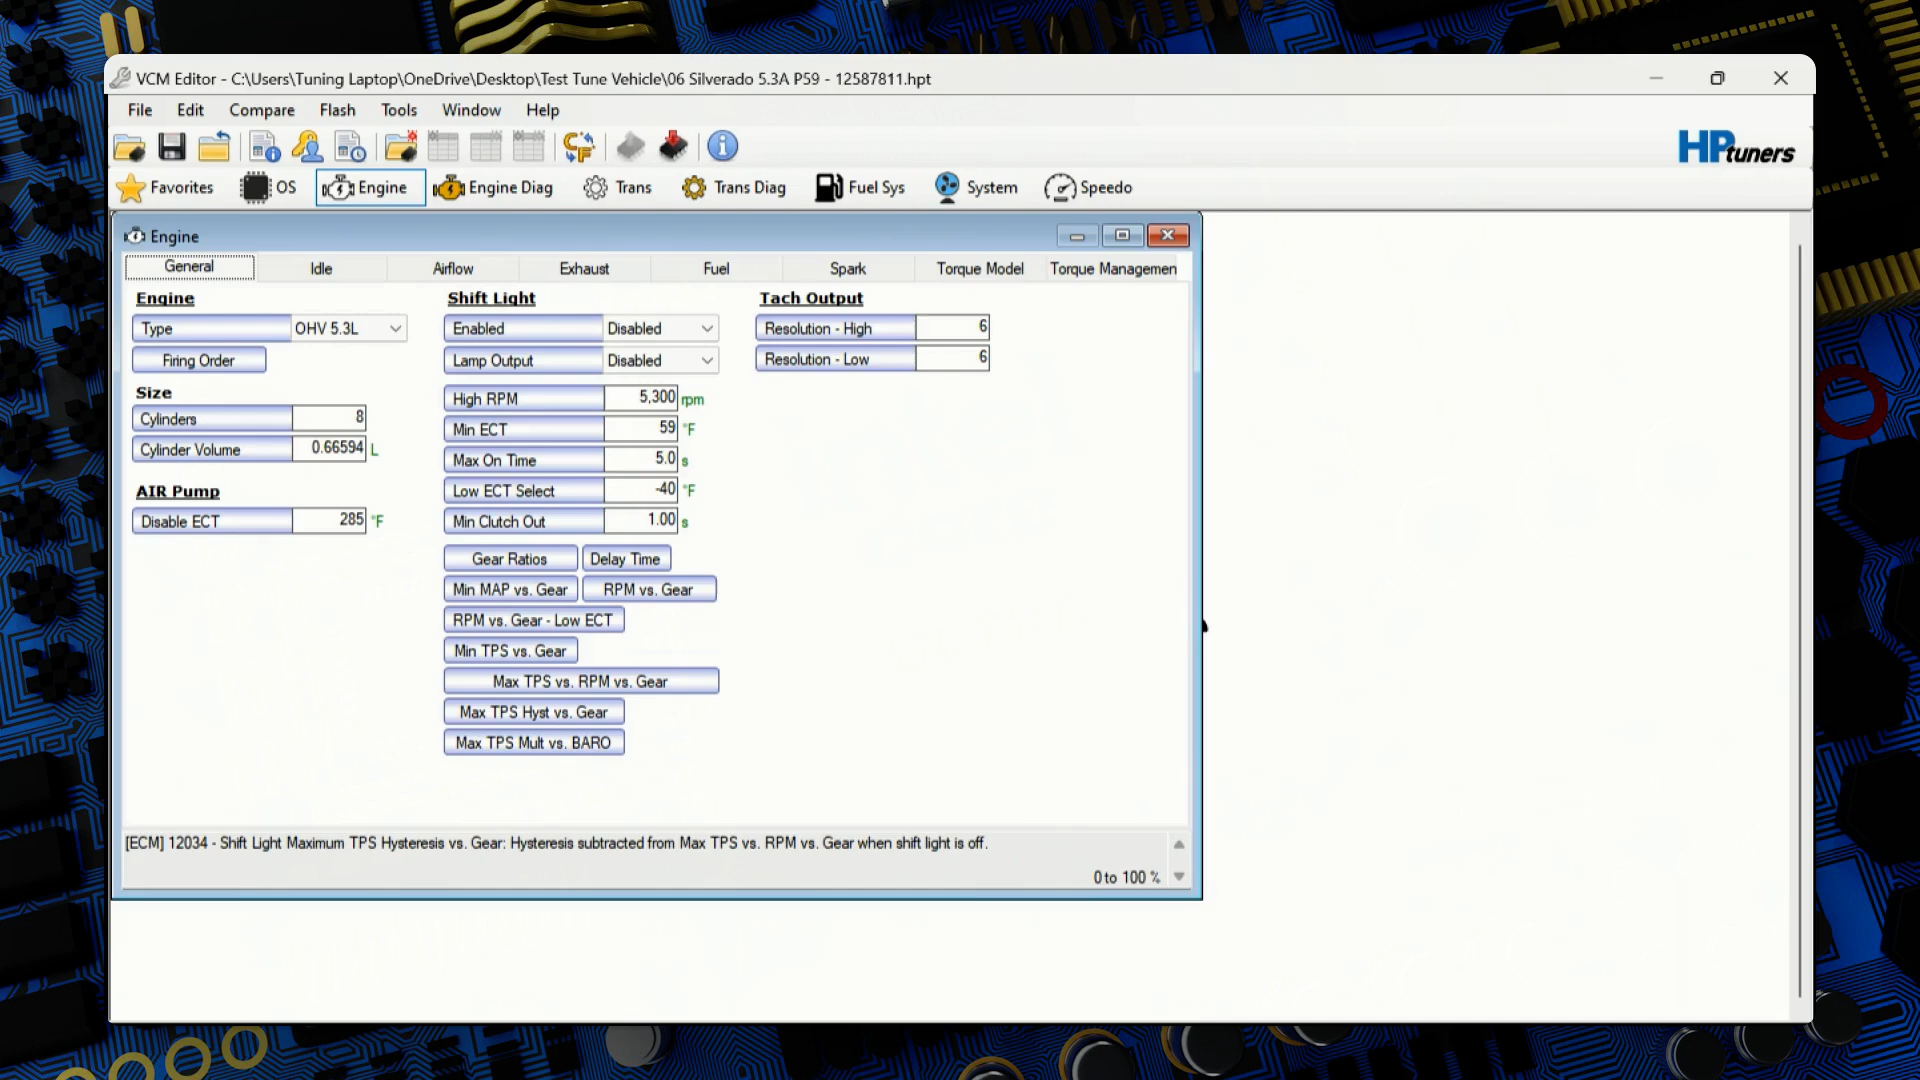 VCM Editor - C:\Users\Tuning Laptop\OneDrive\Desktop\Test Tune Vehicle\06 Silverado 5.3A P59 - 12587811.hpt
File Edit Compare Flash Tools Window Help
HPtuners
Favorites OS Engine Engine Diag Trans Trans Diag Fuel Sys System Speedo
Engine
General Idle Airflow Exhaust Fuel Spark Torque Model Torque Managemen
Engine
Type OHV 5.3L
Firing Order
Size
Cylinders 8
Cylinder Volume 0.66594 L
AIR Pump
Disable ECT 285 °F
Shift Light
Enabled Disabled
Lamp Output Disabled
High RPM 5,300 rpm
Min ECT 59 °F
Max On Time 5.0 s
Low ECT Select -40 °F
Min Clutch Out 1.00 s
Gear Ratios Delay Time
Min MAP vs. Gear RPM vs. Gear
RPM vs. Gear - Low ECT
Min TPS vs. Gear
Max TPS vs. RPM vs. Gear
Max TPS Hyst vs. Gear
Max TPS Mult vs. BARO
Tach Output
Resolution - High 6
Resolution - Low 6
[ECM] 12034 - Shift Light Maximum TPS Hysteresis vs. Gear: Hysteresis subtracted from Max TPS vs. RPM vs. Gear when shift light is off.
0 to 100 %